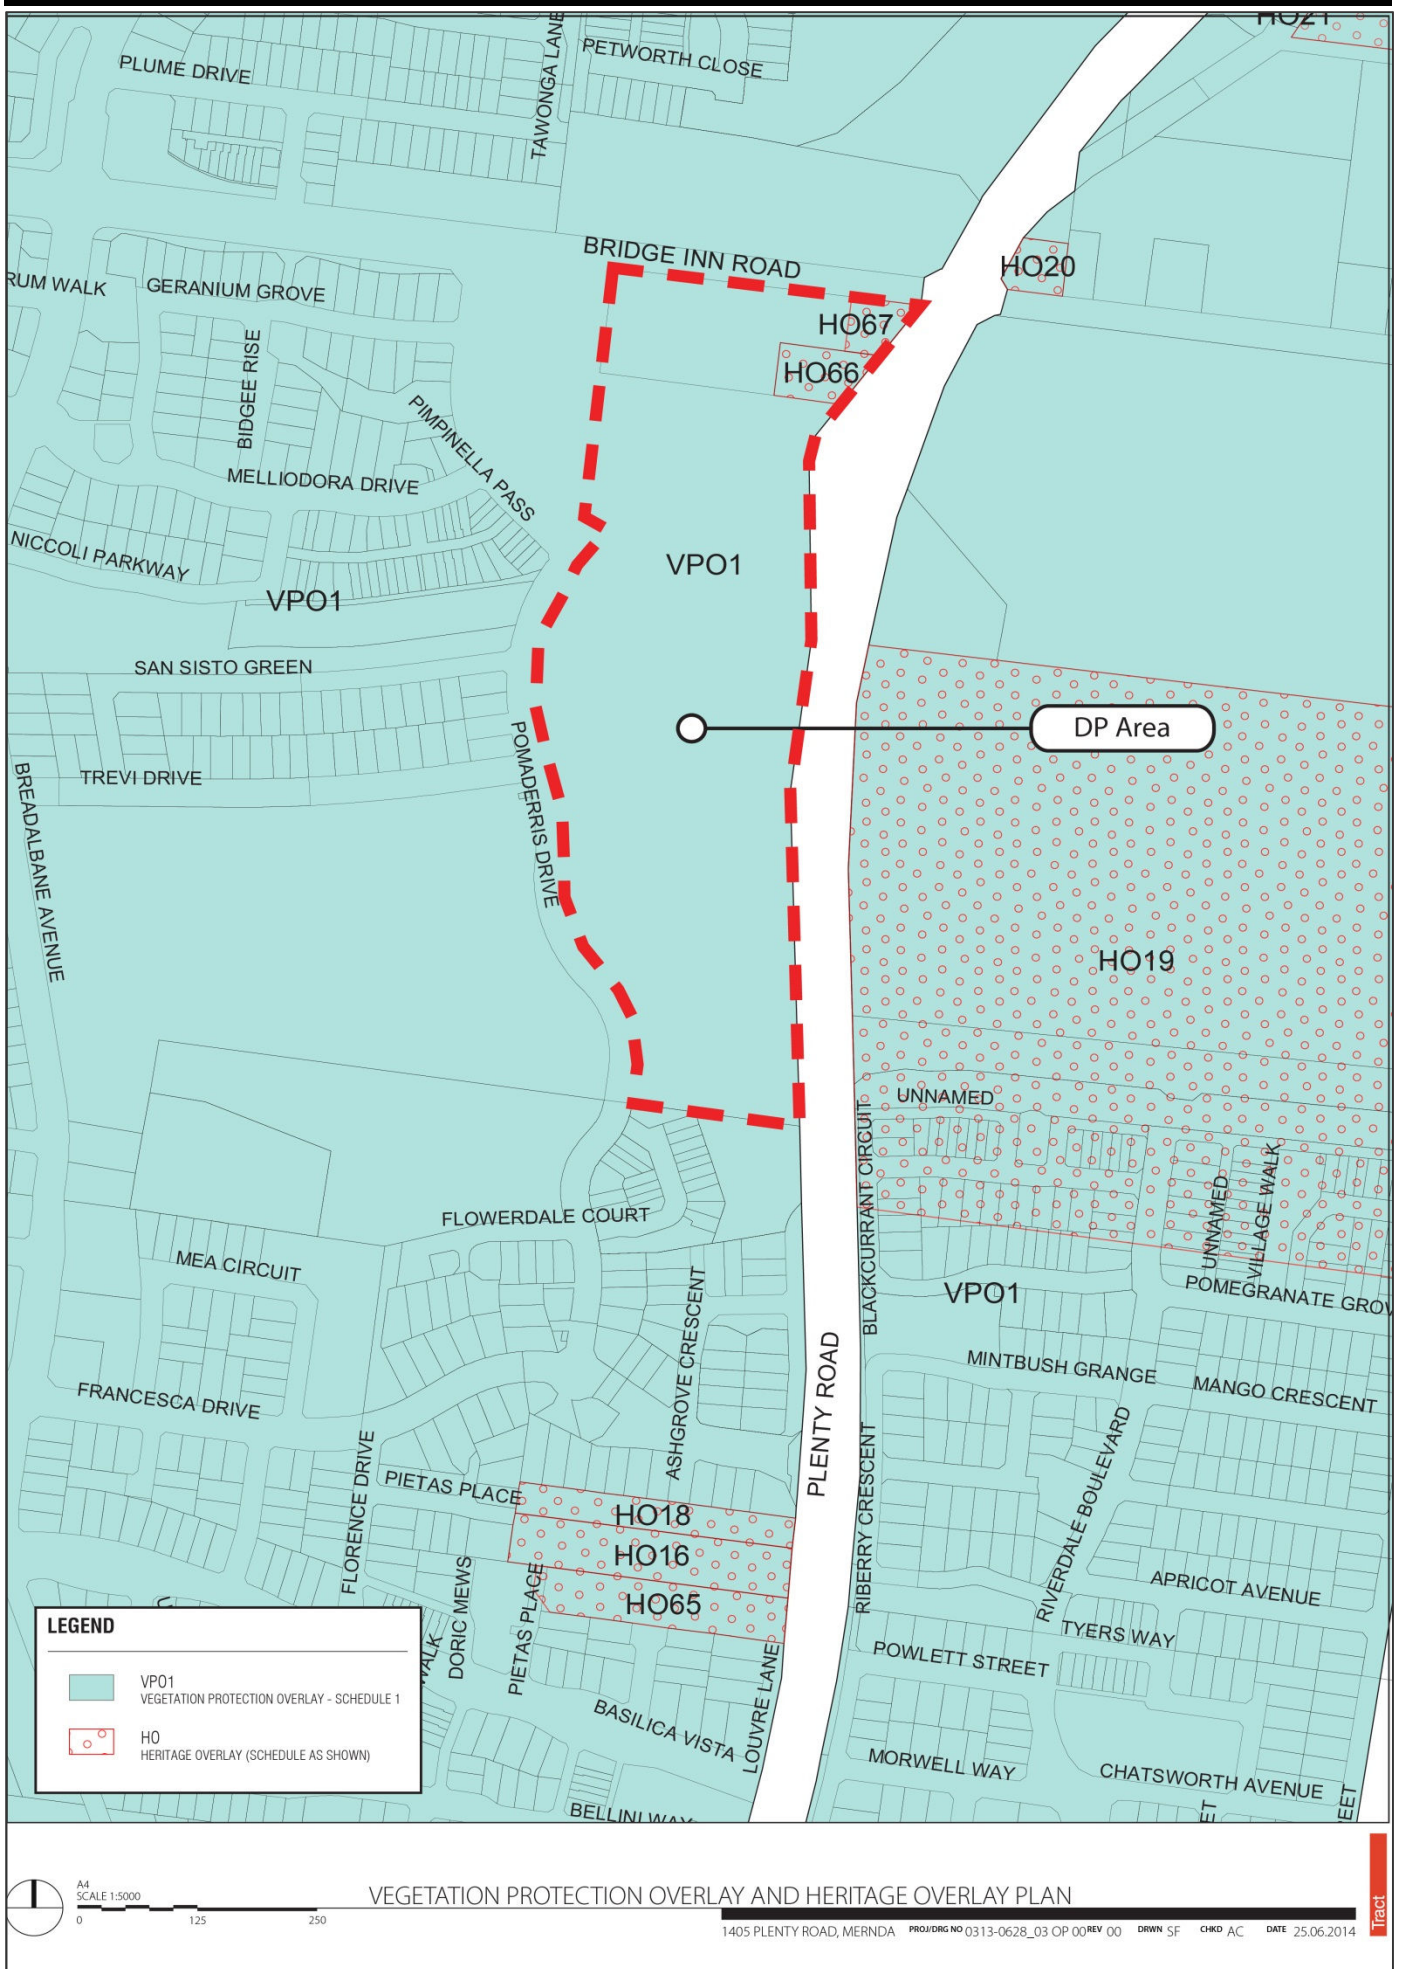 HO21
PETWORTH CLOSE
PLUME DRIVE
TAWONGA LANE
BRIDGE INN ROAD
HO20
RUM WALK
GERANIUM GROVE
HO67
HO66
BIDGEE RISE
PIMPINELLA PASS
MELLIODORA DRIVE
NICCOLI PARKWAY
VPO1
VPO1
SAN SISTO GREEN
DP Area
POMADERRIS DRIVE
TREVI DRIVE
BREADALBANE AVENUE
HO19
UNNAMED
BLACKCURRANT CIRCUIT
UNNAMED
VILLAGE WALK
FLOWERDALE COURT
MEA CIRCUIT
VPO1
POMEGRANATE GROV
ASHGROVE CRESCENT
PLENTY ROAD
MINTBUSH GRANGE
MANGO CRESCENT
FRANCESCA DRIVE
FLORENCE DRIVE
PIETAS PLACE
RIBERRY CRESCENT
RIVERDALE BOULEVARD
HO18
HO16
HO65
APRICOT AVENUE
TYERS WAY
DORIC MEWS
PIETAS PLACE
POWLETT STREET
LOUVRE LANE
BASILICA VISTA
MORWELL WAY
CHATSWORTH AVENUE
BELLINI WAY
WALK
ET
EET
LEGEND
VPO1
VEGETATION PROTECTION OVERLAY - SCHEDULE 1
HO
HERITAGE OVERLAY (SCHEDULE AS SHOWN)
A4
SCALE 1:5000
0 125 250
VEGETATION PROTECTION OVERLAY AND HERITAGE OVERLAY PLAN
1405 PLENTY ROAD, MERNDA PROJ/DRG NO 0313-0628_03 OP 00 REV 00 DRWN SF CHKD AC DATE 25.06.2014
Tract